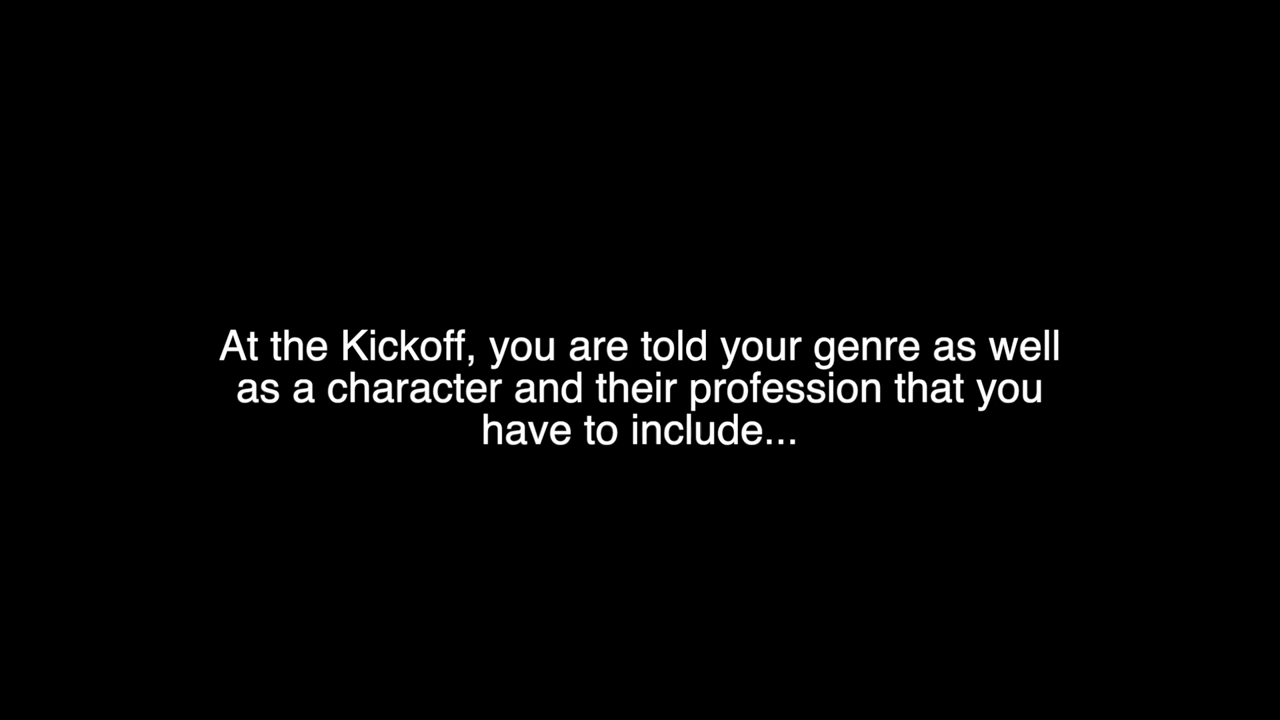 At the Kickoff, you are told your genre as well
as a character and their profession that you
have to include...